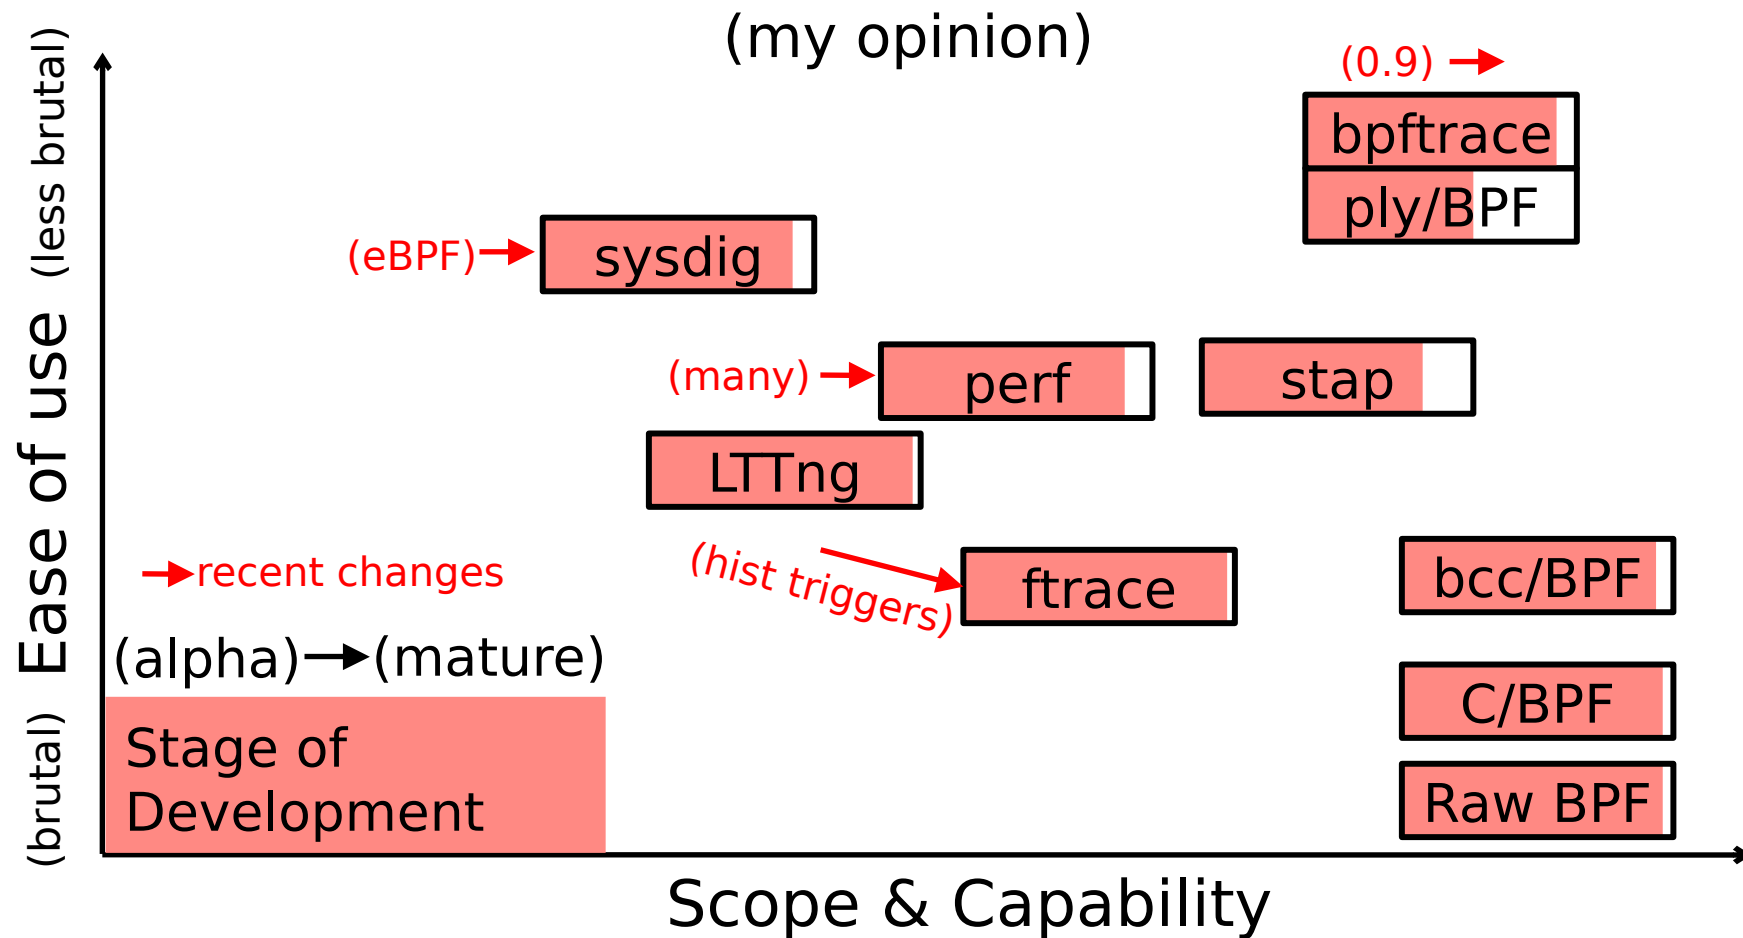 (my opinion)
(0.9)
bpftrace
ply/BPF
(eBPF)
sysdig
(many)
perf
stap
LTTng
(hist triggers)
ftrace
bcc/BPF
recent changes
(alpha)
(mature)
C/BPF
Stage of
Development
Raw BPF
(less brutal)
Ease of use
(brutal)
Scope & Capability